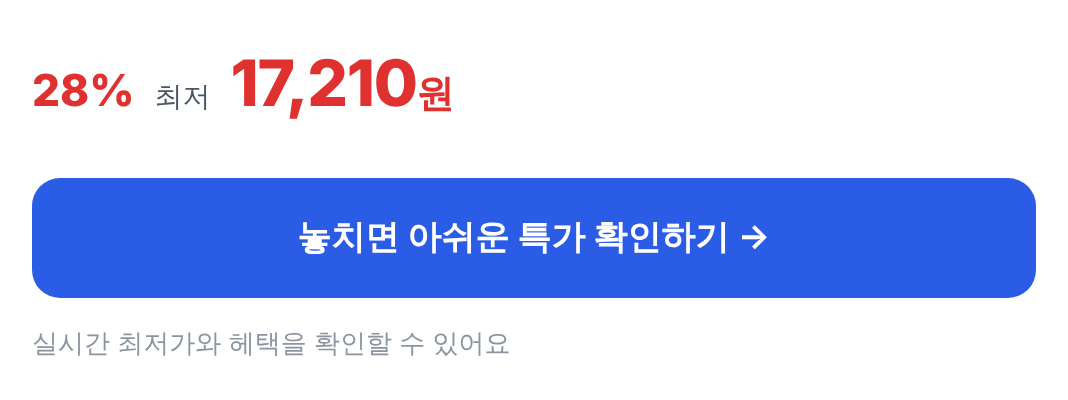 28% 최저 17,210원
놓치면 아쉬운 특가 확인하기 →
실시간 최저가와 혜택을 확인할 수 있어요